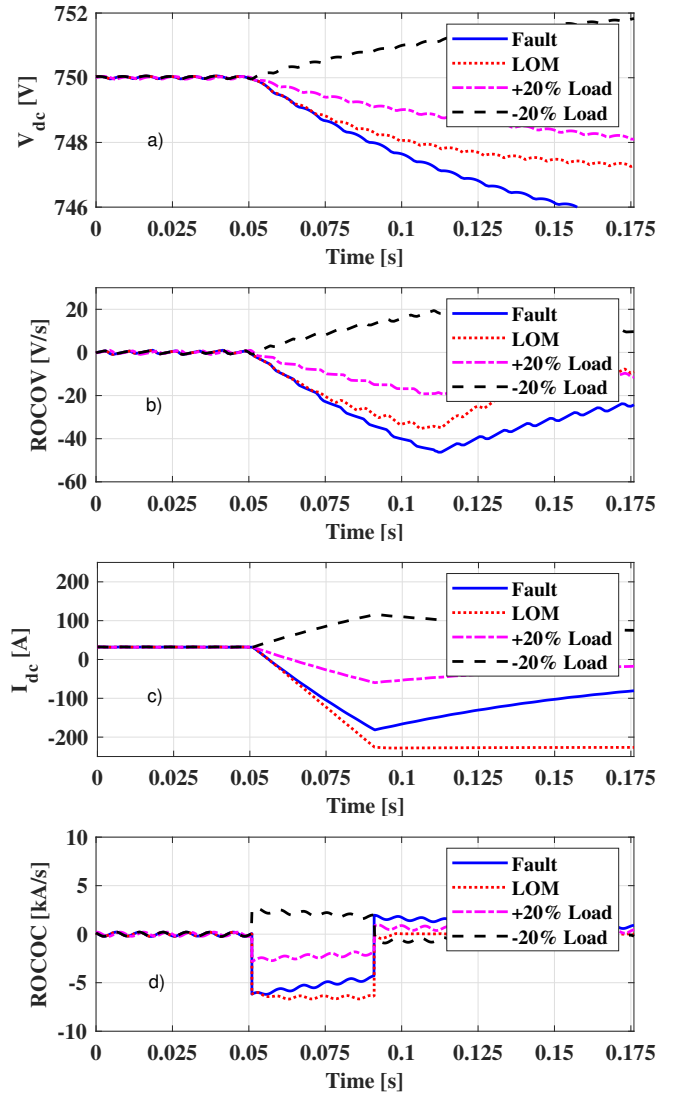 752
750
748
746
V_dc [V]
a)
Fault
LOM
+20% Load
-20% Load
0 0.025 0.05 0.075 0.1 0.125 0.15 0.175
Time [s]
20
0
-20
-40
-60
ROCOV [V/s]
b)
Fault
LOM
+20% Load
-20% Load
0 0.025 0.05 0.075 0.1 0.125 0.15 0.175
Time [s]
200
100
0
-100
-200
I_dc [A]
c)
Fault
LOM
+20% Load
-20% Load
0 0.025 0.05 0.075 0.1 0.125 0.15 0.175
Time [s]
10
5
0
-5
-10
ROCOC [kA/s]
d)
Fault
LOM
+20% Load
-20% Load
0 0.025 0.05 0.075 0.1 0.125 0.15 0.175
Time [s]